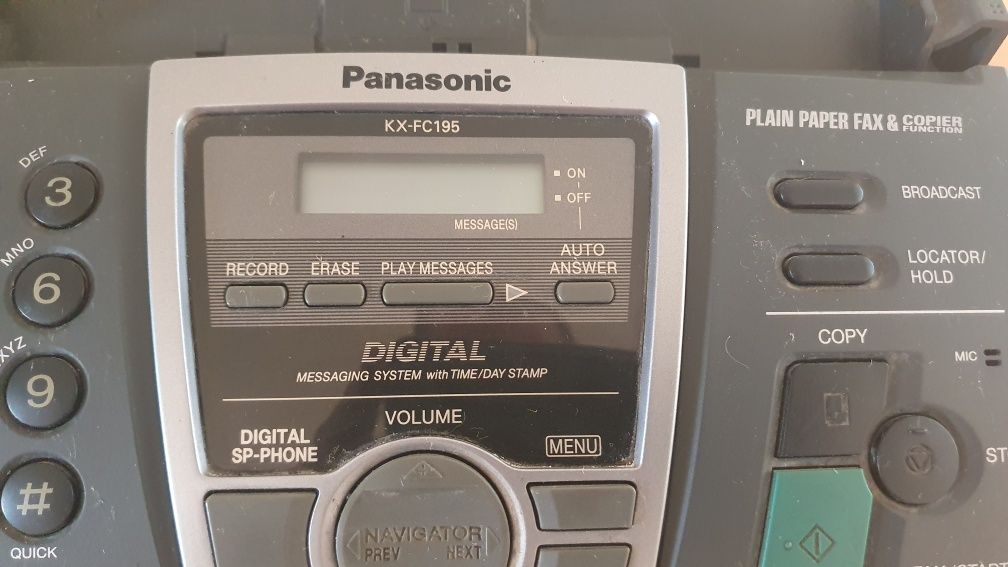 Panasonic
KX-FC195
PLAIN PAPER FAX & COPIER FUNCTION
DEF
3
MNO
6
XYZ
9
#
QUICK
ON
OFF
MESSAGE(S)
RECORD
ERASE
PLAY MESSAGES
AUTO
ANSWER
DIGITAL
MESSAGING SYSTEM with TIME/DAY STAMP
VOLUME
DIGITAL
SP-PHONE
MENU
NAVIGATOR
PREV NEXT
BROADCAST
LOCATOR/
HOLD
COPY
MIC
ST